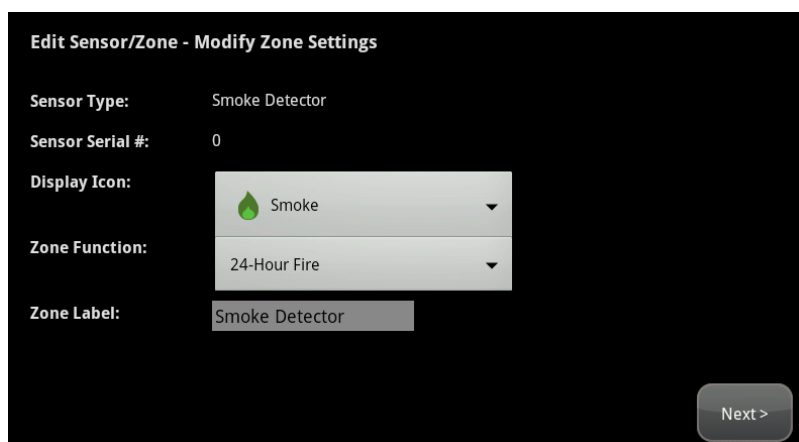 Edit Sensor/Zone - Modify Zone Settings
Sensor Type: Smoke Detector
Sensor Serial #: 0
Display Icon: Smoke
Zone Function: 24-Hour Fire
Zone Label: Smoke Detector
Next >